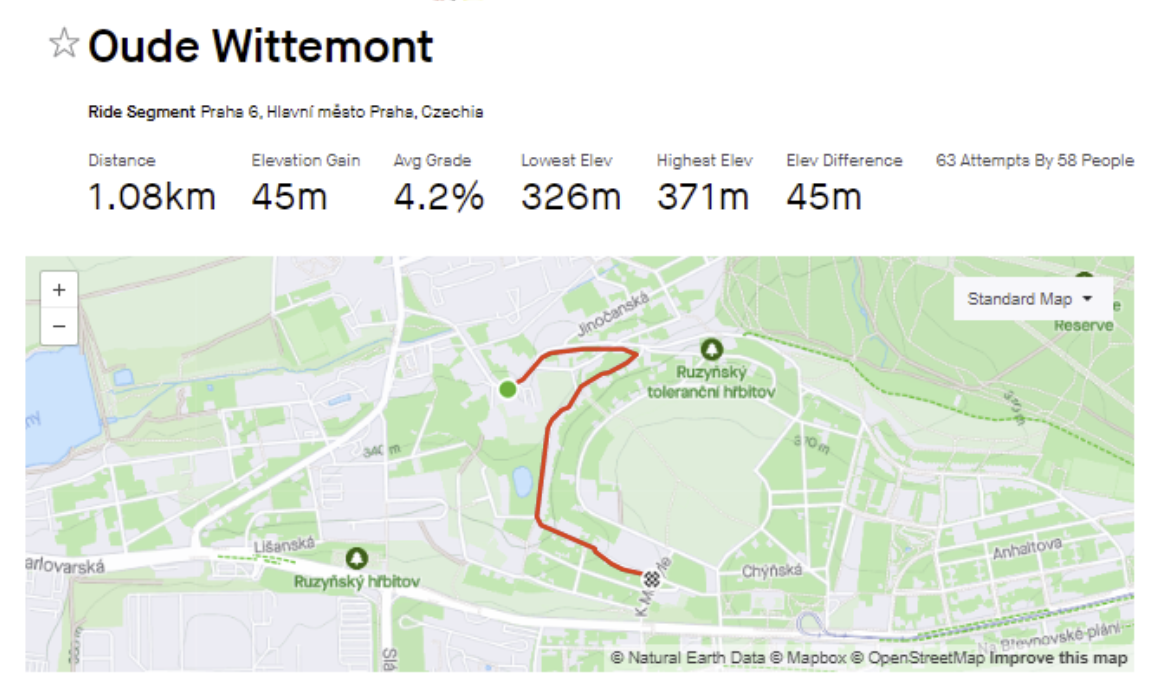 Oude Wittemont
Ride Segment Praha 6, Hlavní město Praha, Czechia
Distance Elevation Gain Avg Grade Lowest Elev Highest Elev Elev Difference 63 Attempts By 58 People
1.08km 45m 4.2% 326m 371m 45m
+
−
Standard Map
Reserve
Jinočanská
Ruzyňský
toleranční hřbitov
340 m
370 m
Lišanská
arlovarská
Ruzyňský hřbitov
Chýňská
Anhaltova
Na Břevnovské pláni
© Natural Earth Data © Mapbox © OpenStreetMap Improve this map